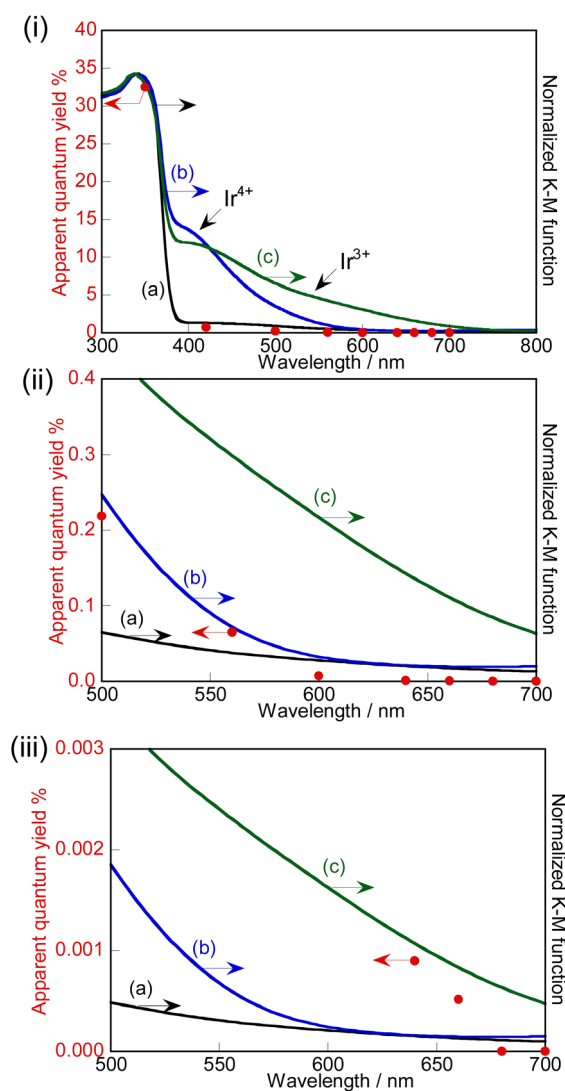 (i)
Apparent quantum yield %
40
35
30
25
20
15
10
5
0
(b)
Ir4+
(c)
Ir3+
(a)
300 400 500 600 700 800
Wavelength / nm
Normalized K-M function
(ii)
Apparent quantum yield %
0.4
0.3
0.2
0.1
0.0
(c)
(b)
(a)
500 550 600 650 700
Wavelength / nm
Normalized K-M function
(iii)
Apparent quantum yield %
0.003
0.002
0.001
0.000
(c)
(b)
(a)
500 550 600 650 700
Wavelength / nm
Normalized K-M function